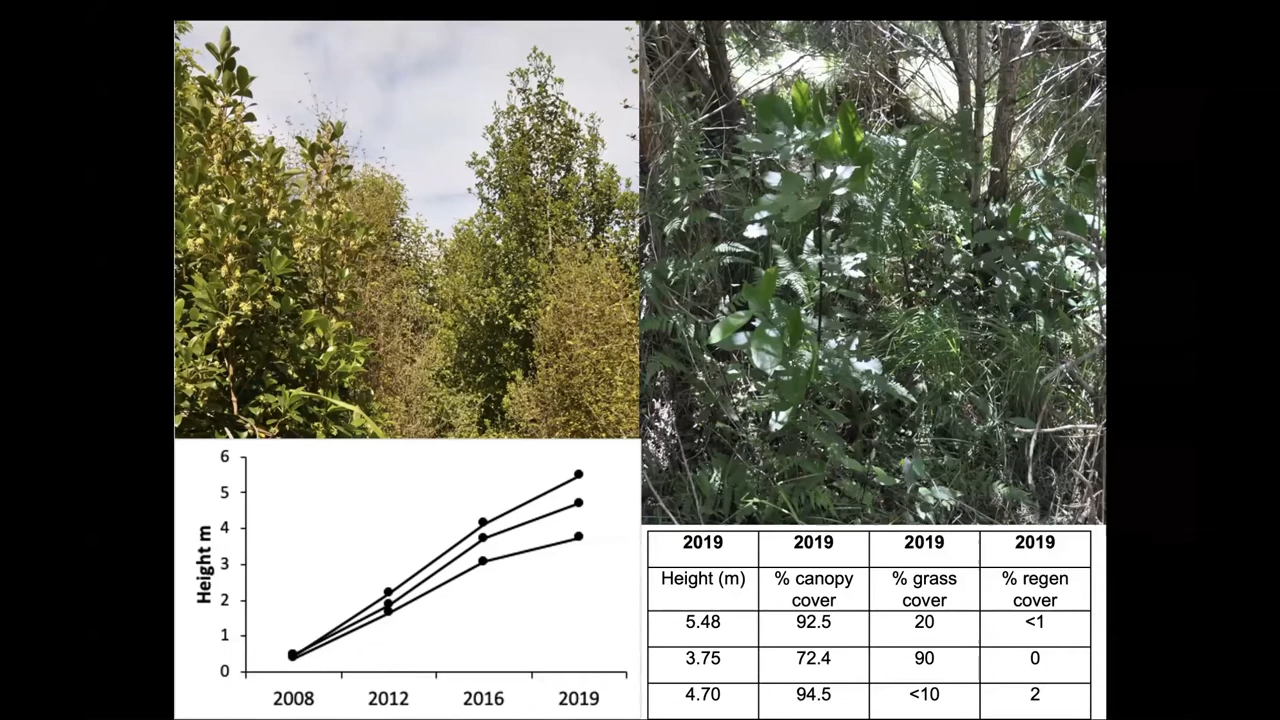 6
5
4
3
2
1
0
Height m
2008 2012 2016 2019
2019 2019 2019 2019
Height (m) % canopy cover % grass cover % regen cover
5.48 92.5 20 <1
3.75 72.4 90 0
4.70 94.5 <10 2